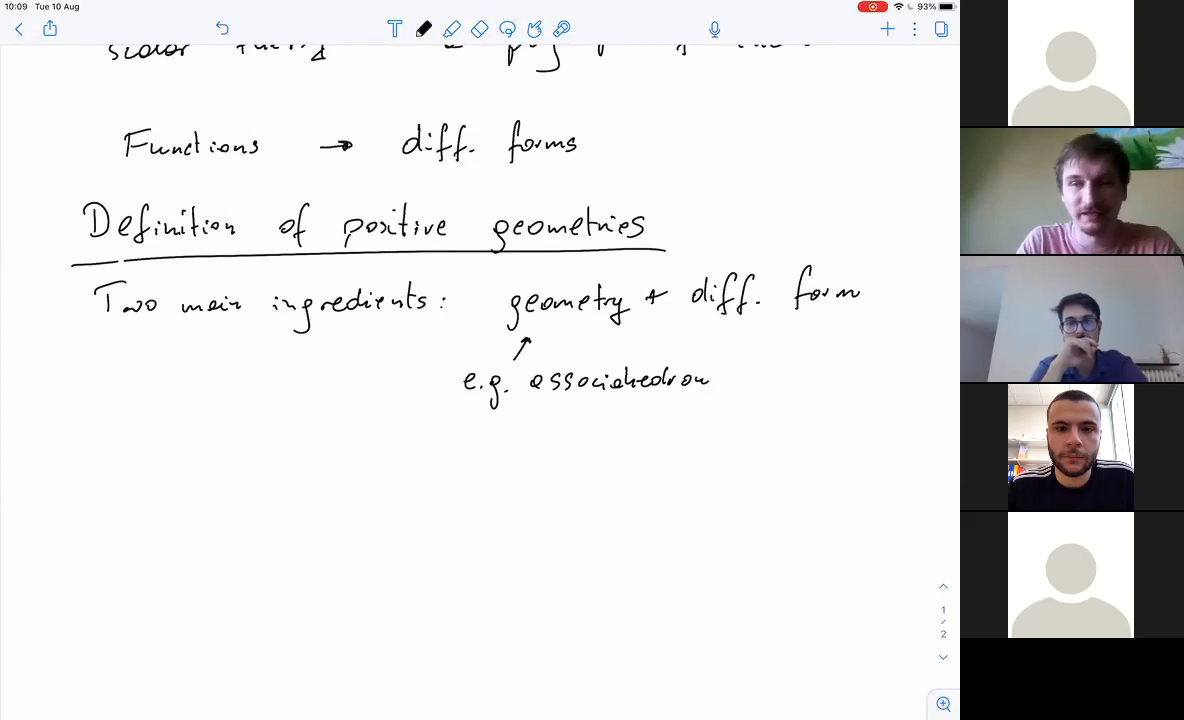 10:09 Tue 10 Aug
93%
scalar
Functions → diff. forms
Definition of positive geometries
Two main ingredients: geometry + diff. form
e.g. associahedron
1
/
2